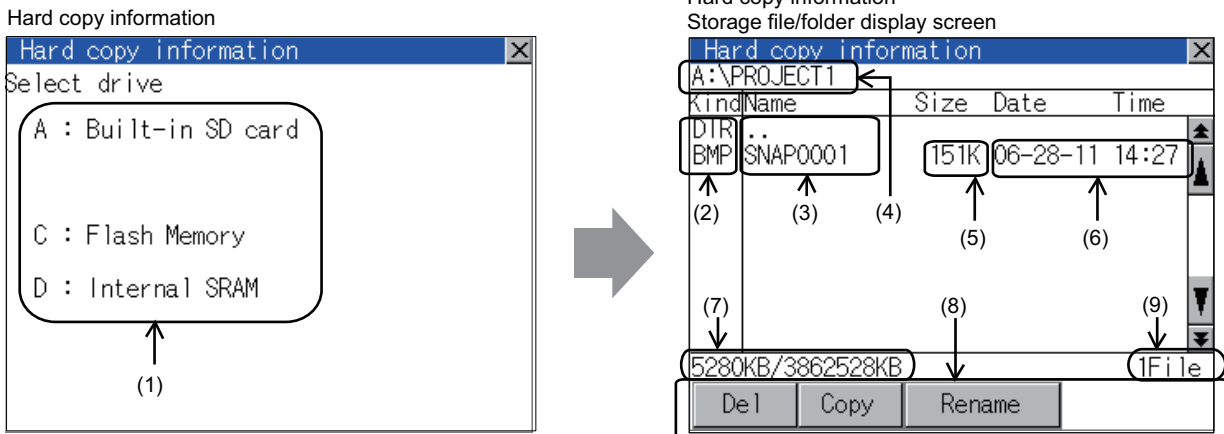 Hard copy information
Hard copy information
Select drive
A : Built-in SD card
C : Flash Memory
D : Internal SRAM
(1)
Hard copy information
Storage file/folder display screen
Hard copy information
A:\PROJECT1
Kind Name Size Date Time
DIR ..
BMP SNAP0001 151K 06-28-11 14:27
(2) (3) (4) (5) (6)
(7) (8) (9)
5280KB/3862528KB 1File
Del Copy Rename